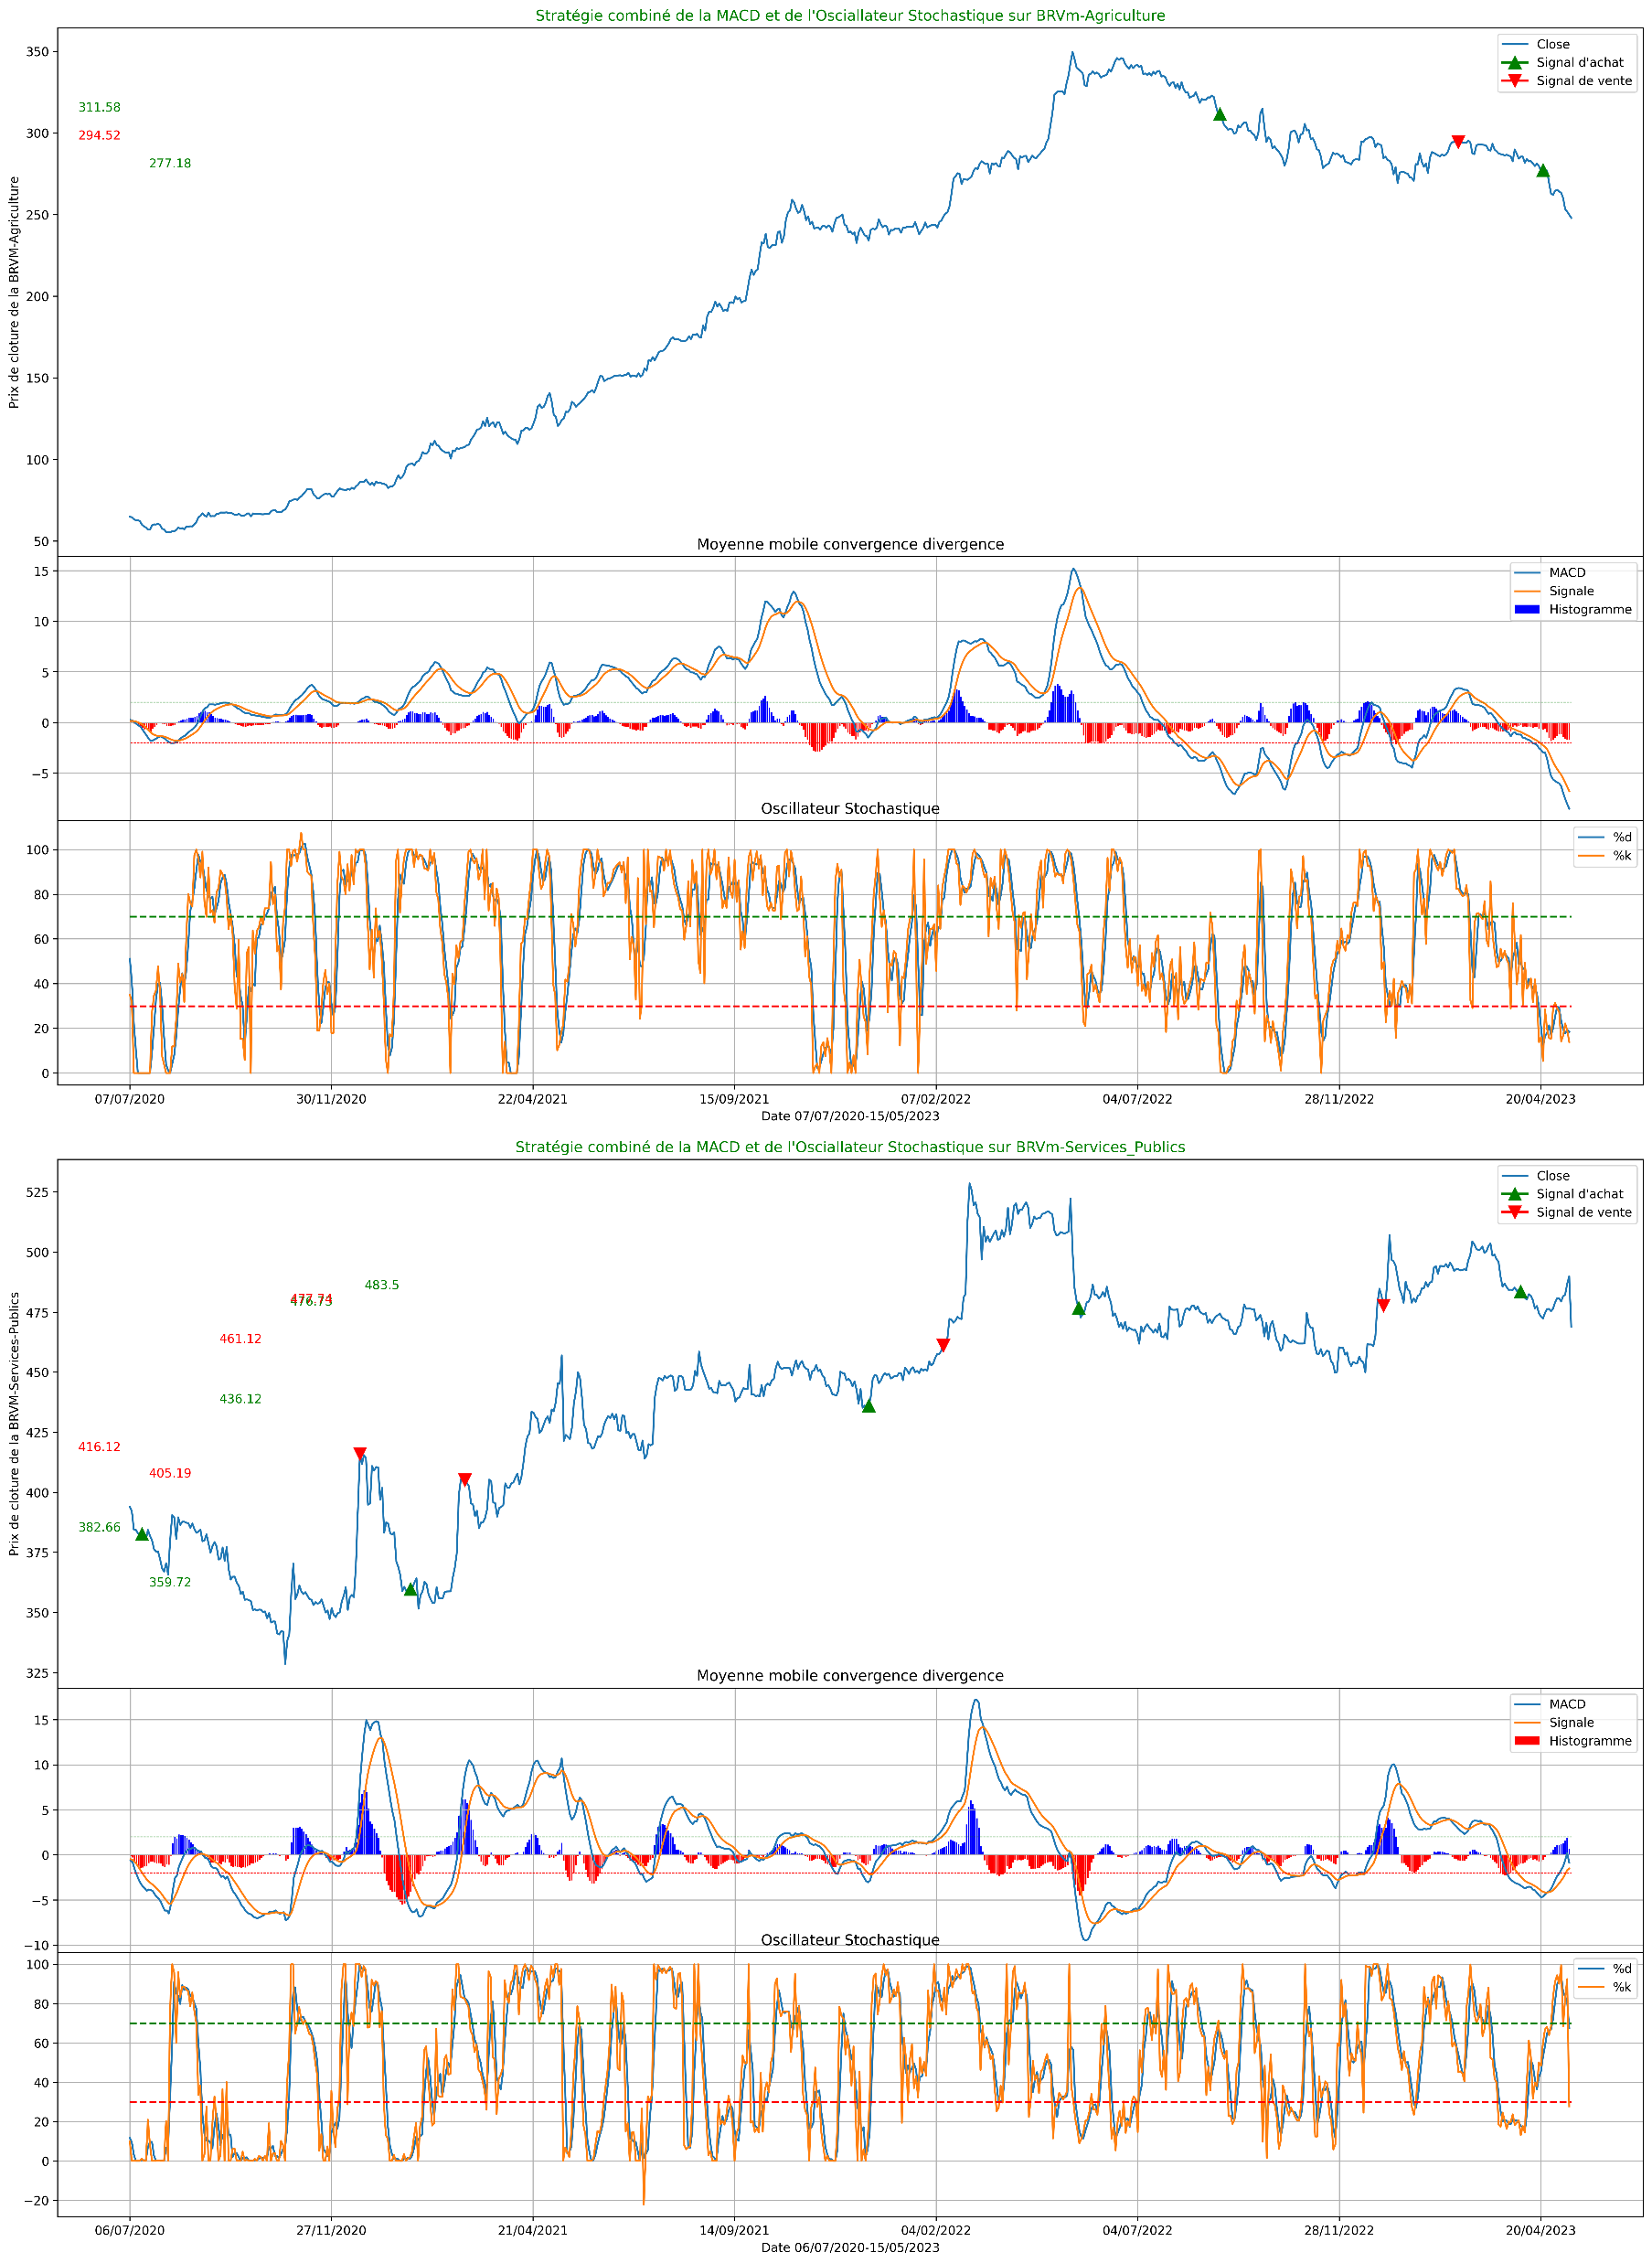 Stratégie combiné de la MACD et de l'Osciallateur Stochastique sur BRVm-Agriculture
Prix de cloture de la BRVM-Agriculture
350
300
250
200
150
100
50
311.58
294.52
277.18
Close
Signal d'achat
Signal de vente
Moyenne mobile convergence divergence
15
10
5
0
−5
MACD
Signale
Histogramme
Oscillateur Stochastique
100
80
60
40
20
0
%d
%k
07/07/2020 30/11/2020 22/04/2021 15/09/2021 07/02/2022 04/07/2022 28/11/2022 20/04/2023
Date 07/07/2020-15/05/2023
Stratégie combiné de la MACD et de l'Osciallateur Stochastique sur BRVm-Services_Publics
Prix de cloture de la BRVM-Services-Publics
525
500
475
450
425
400
375
350
325
483.5
477.74
476.73
461.12
436.12
416.12
405.19
382.66
359.72
Close
Signal d'achat
Signal de vente
Moyenne mobile convergence divergence
15
10
5
0
−5
−10
MACD
Signale
Histogramme
Oscillateur Stochastique
100
80
60
40
20
0
−20
%d
%k
06/07/2020 27/11/2020 21/04/2021 14/09/2021 04/02/2022 04/07/2022 28/11/2022 20/04/2023
Date 06/07/2020-15/05/2023